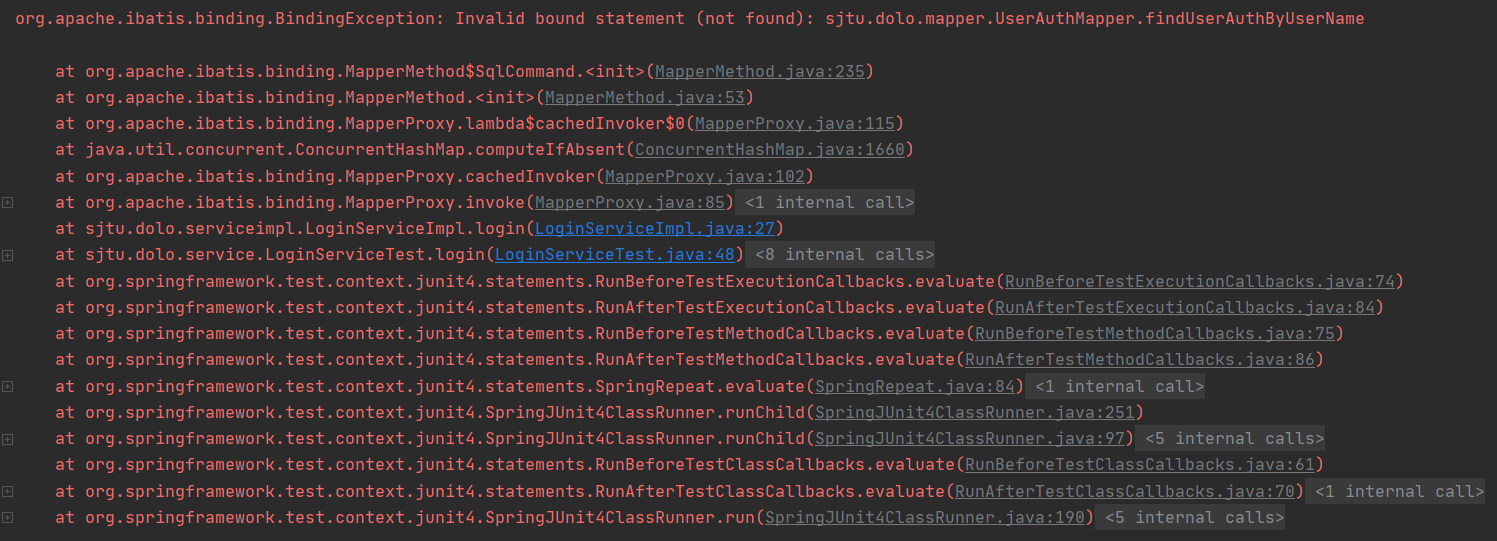 org.apache.ibatis.binding.BindingException: Invalid bound statement (not found): sjtu.dolo.mapper.UserAuthMapper.findUserAuthByUserName
at org.apache.ibatis.binding.MapperMethod$SqlCommand.<init>(MapperMethod.java:235)
at org.apache.ibatis.binding.MapperMethod.<init>(MapperMethod.java:53)
at org.apache.ibatis.binding.MapperProxy.lambda$cachedInvoker$0(MapperProxy.java:115)
at java.util.concurrent.ConcurrentHashMap.computeIfAbsent(ConcurrentHashMap.java:1660)
at org.apache.ibatis.binding.MapperProxy.cachedInvoker(MapperProxy.java:102)
at org.apache.ibatis.binding.MapperProxy.invoke(MapperProxy.java:85) <1 internal call>
at sjtu.dolo.serviceimpl.LoginServiceImpl.login(LoginServiceImpl.java:27)
at sjtu.dolo.service.LoginServiceTest.login(LoginServiceTest.java:48) <8 internal calls>
at org.springframework.test.context.junit4.statements.RunBeforeTestExecutionCallbacks.evaluate(RunBeforeTestExecutionCallbacks.java:74)
at org.springframework.test.context.junit4.statements.RunAfterTestExecutionCallbacks.evaluate(RunAfterTestExecutionCallbacks.java:84)
at org.springframework.test.context.junit4.statements.RunBeforeTestMethodCallbacks.evaluate(RunBeforeTestMethodCallbacks.java:75)
at org.springframework.test.context.junit4.statements.RunAfterTestMethodCallbacks.evaluate(RunAfterTestMethodCallbacks.java:86)
at org.springframework.test.context.junit4.statements.SpringRepeat.evaluate(SpringRepeat.java:84) <1 internal call>
at org.springframework.test.context.junit4.SpringJUnit4ClassRunner.runChild(SpringJUnit4ClassRunner.java:251)
at org.springframework.test.context.junit4.SpringJUnit4ClassRunner.runChild(SpringJUnit4ClassRunner.java:97) <5 internal calls>
at org.springframework.test.context.junit4.statements.RunBeforeTestClassCallbacks.evaluate(RunBeforeTestClassCallbacks.java:61)
at org.springframework.test.context.junit4.statements.RunAfterTestClassCallbacks.evaluate(RunAfterTestClassCallbacks.java:70) <1 internal call>
at org.springframework.test.context.junit4.SpringJUnit4ClassRunner.run(SpringJUnit4ClassRunner.java:190) <5 internal calls>